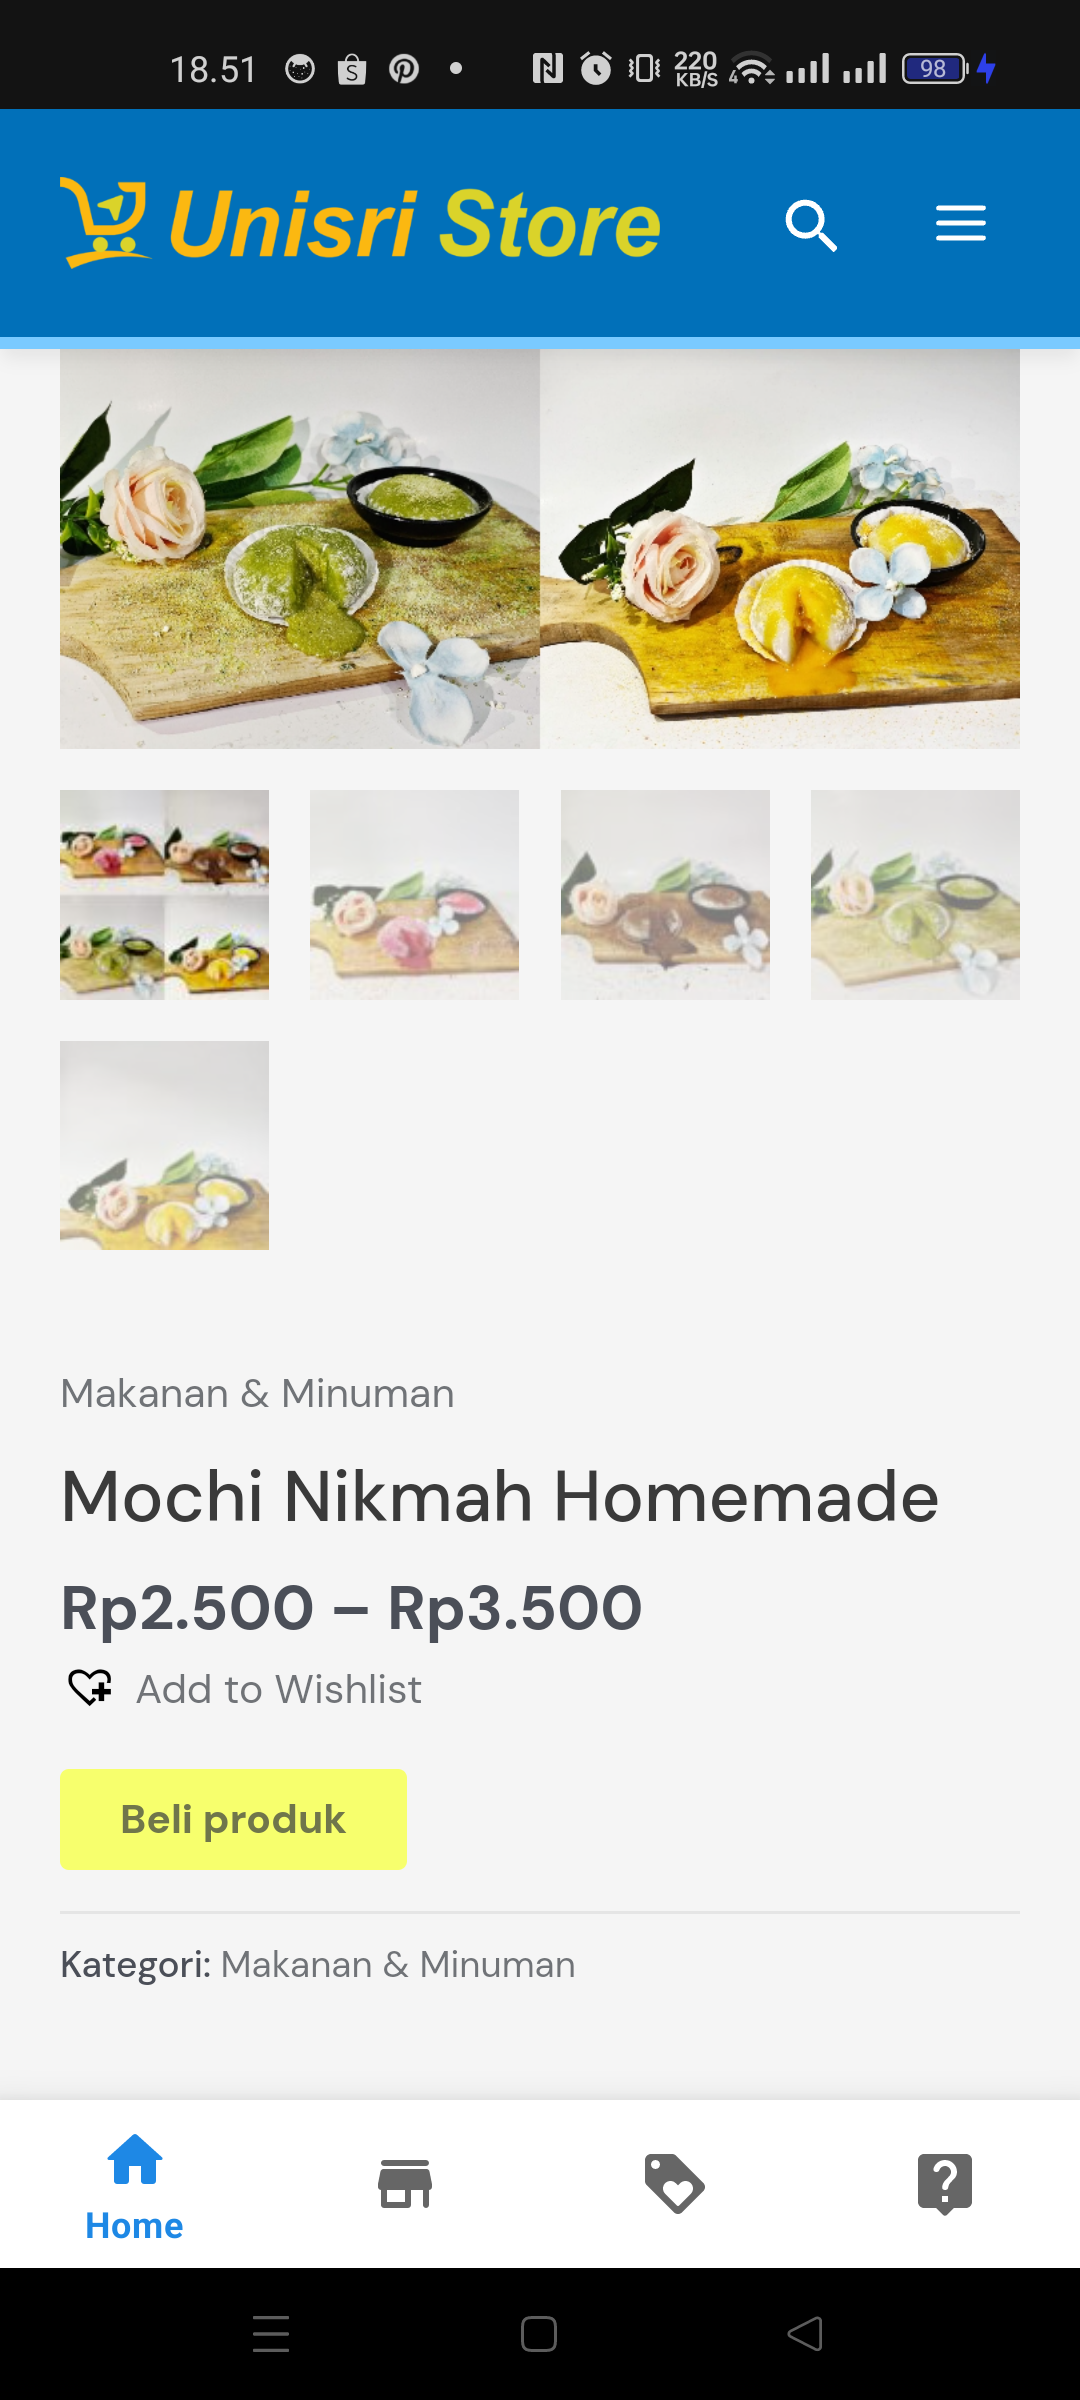 18.51
220
KB/S
4
98
Unisri Store
Makanan & Minuman
Mochi Nikmah Homemade
Rp2.500 – Rp3.500
Add to Wishlist
Beli produk
Kategori: Makanan & Minuman
Home